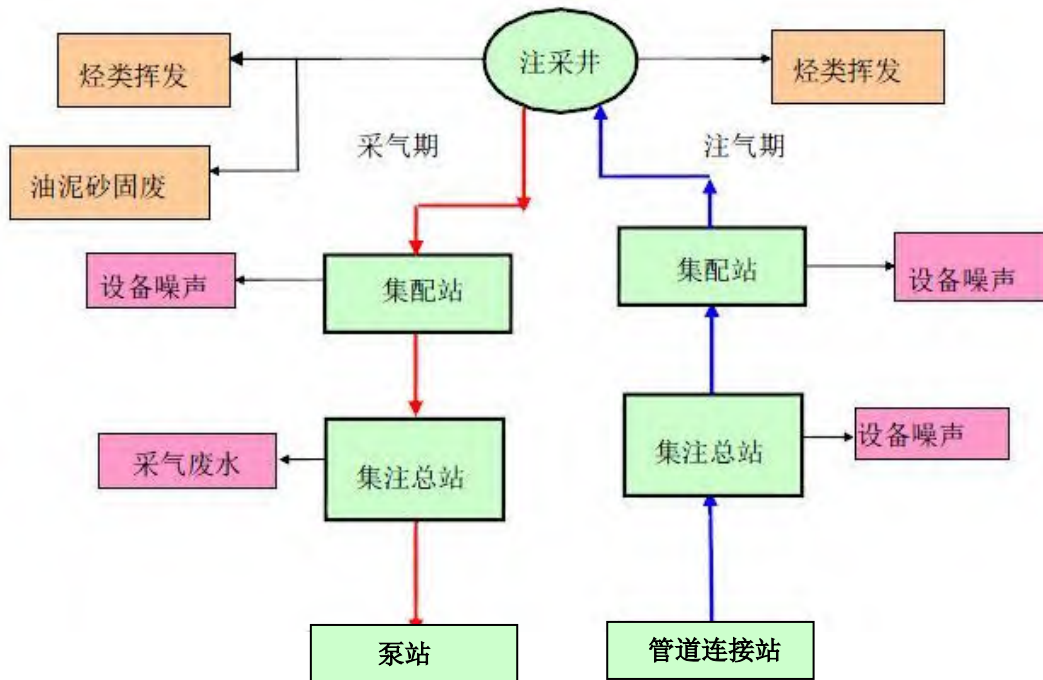 注采井
烃类挥发
烃类挥发
采气期
注气期
油泥砂固废
集配站
集配站
设备噪声
设备噪声
采气废水
集注总站
集注总站
设备噪声
泵站
管道连接站